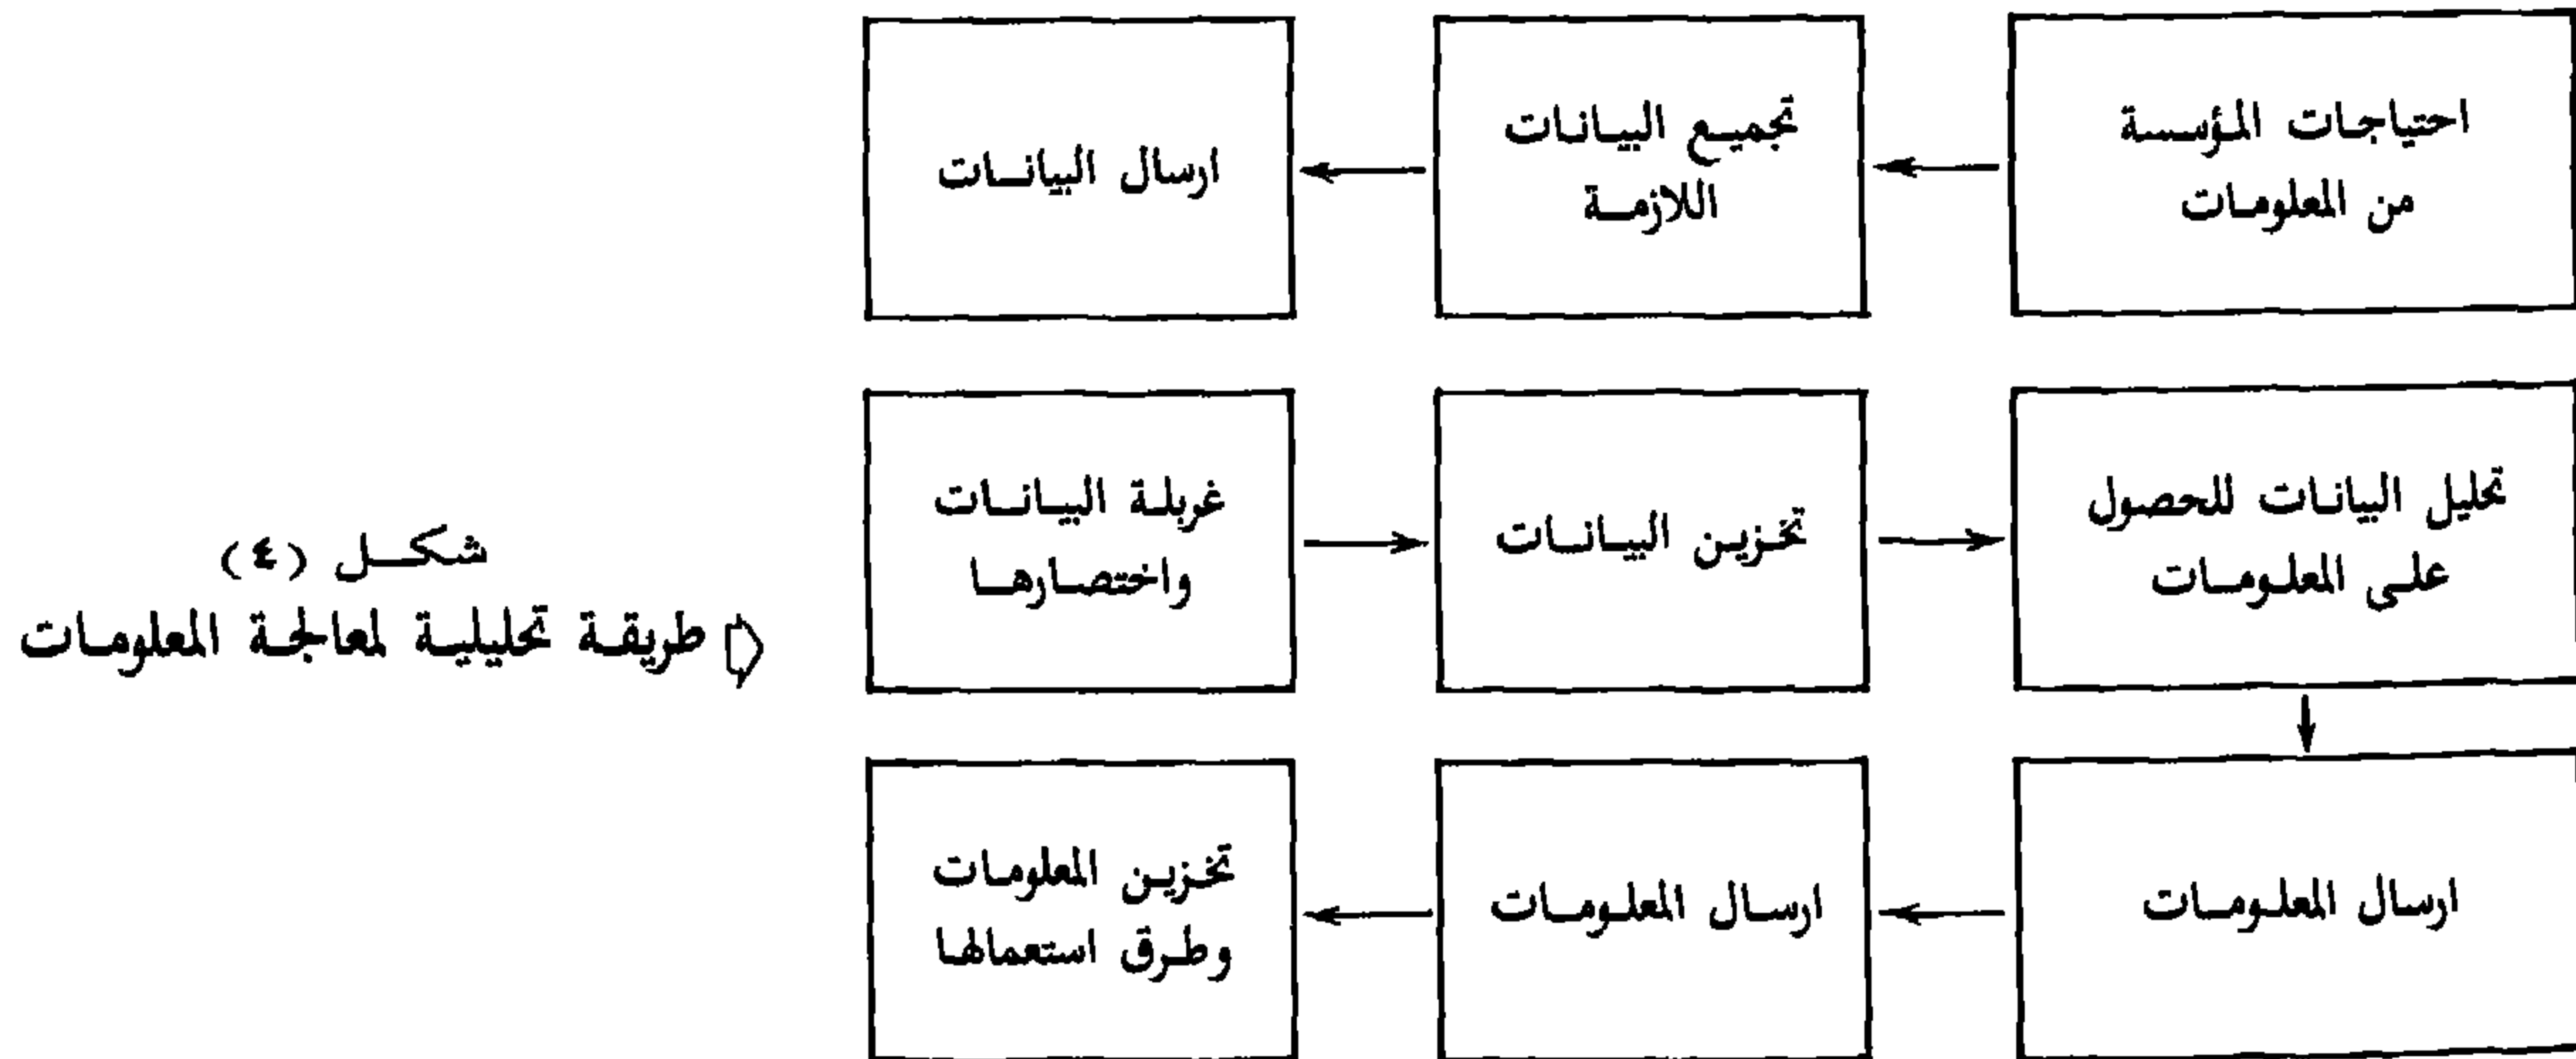 احتياجات المؤسسة
من المعلومات
تجميع البيانات
اللازمة
ارسال البيانات
غربلة البيانات
واختصارها
تخزين البيانات
تحليل البيانات للحصول
على المعلومات
ارسال المعلومات
ارسال المعلومات
تخزين المعلومات
وطرق استعمالها
شكل (٤)
طريقة تحليلية لمعالجة المعلومات